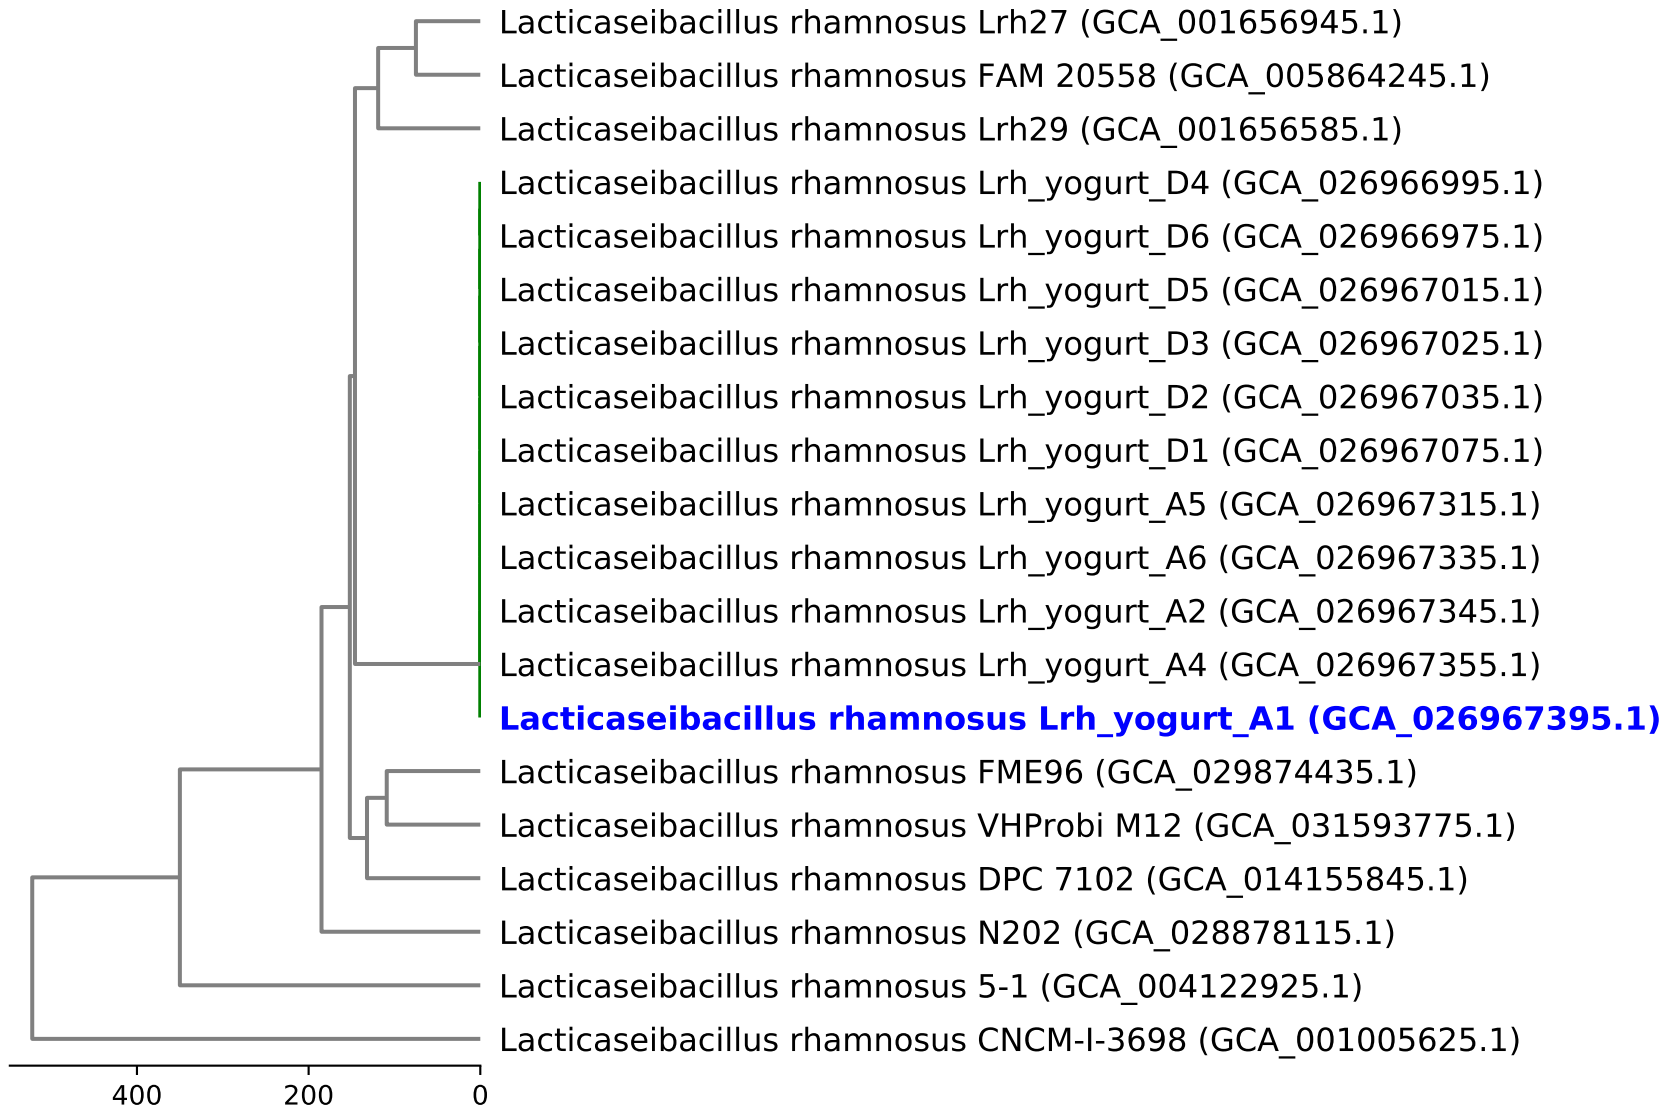 Lacticaseibacillus rhamnosus Lrh27 (GCA_001656945.1)
Lacticaseibacillus rhamnosus FAM 20558 (GCA_005864245.1)
Lacticaseibacillus rhamnosus Lrh29 (GCA_001656585.1)
Lacticaseibacillus rhamnosus Lrh_yogurt_D4 (GCA_026966995.1)
Lacticaseibacillus rhamnosus Lrh_yogurt_D6 (GCA_026966975.1)
Lacticaseibacillus rhamnosus Lrh_yogurt_D5 (GCA_026967015.1)
Lacticaseibacillus rhamnosus Lrh_yogurt_D3 (GCA_026967025.1)
Lacticaseibacillus rhamnosus Lrh_yogurt_D2 (GCA_026967035.1)
Lacticaseibacillus rhamnosus Lrh_yogurt_D1 (GCA_026967075.1)
Lacticaseibacillus rhamnosus Lrh_yogurt_A5 (GCA_026967315.1)
Lacticaseibacillus rhamnosus Lrh_yogurt_A6 (GCA_026967335.1)
Lacticaseibacillus rhamnosus Lrh_yogurt_A2 (GCA_026967345.1)
Lacticaseibacillus rhamnosus Lrh_yogurt_A4 (GCA_026967355.1)
Lacticaseibacillus rhamnosus Lrh_yogurt_A1 (GCA_026967395.1)
Lacticaseibacillus rhamnosus FME96 (GCA_029874435.1)
Lacticaseibacillus rhamnosus VHProbi M12 (GCA_031593775.1)
Lacticaseibacillus rhamnosus DPC 7102 (GCA_014155845.1)
Lacticaseibacillus rhamnosus N202 (GCA_028878115.1)
Lacticaseibacillus rhamnosus 5-1 (GCA_004122925.1)
Lacticaseibacillus rhamnosus CNCM-I-3698 (GCA_001005625.1)
400 200 0